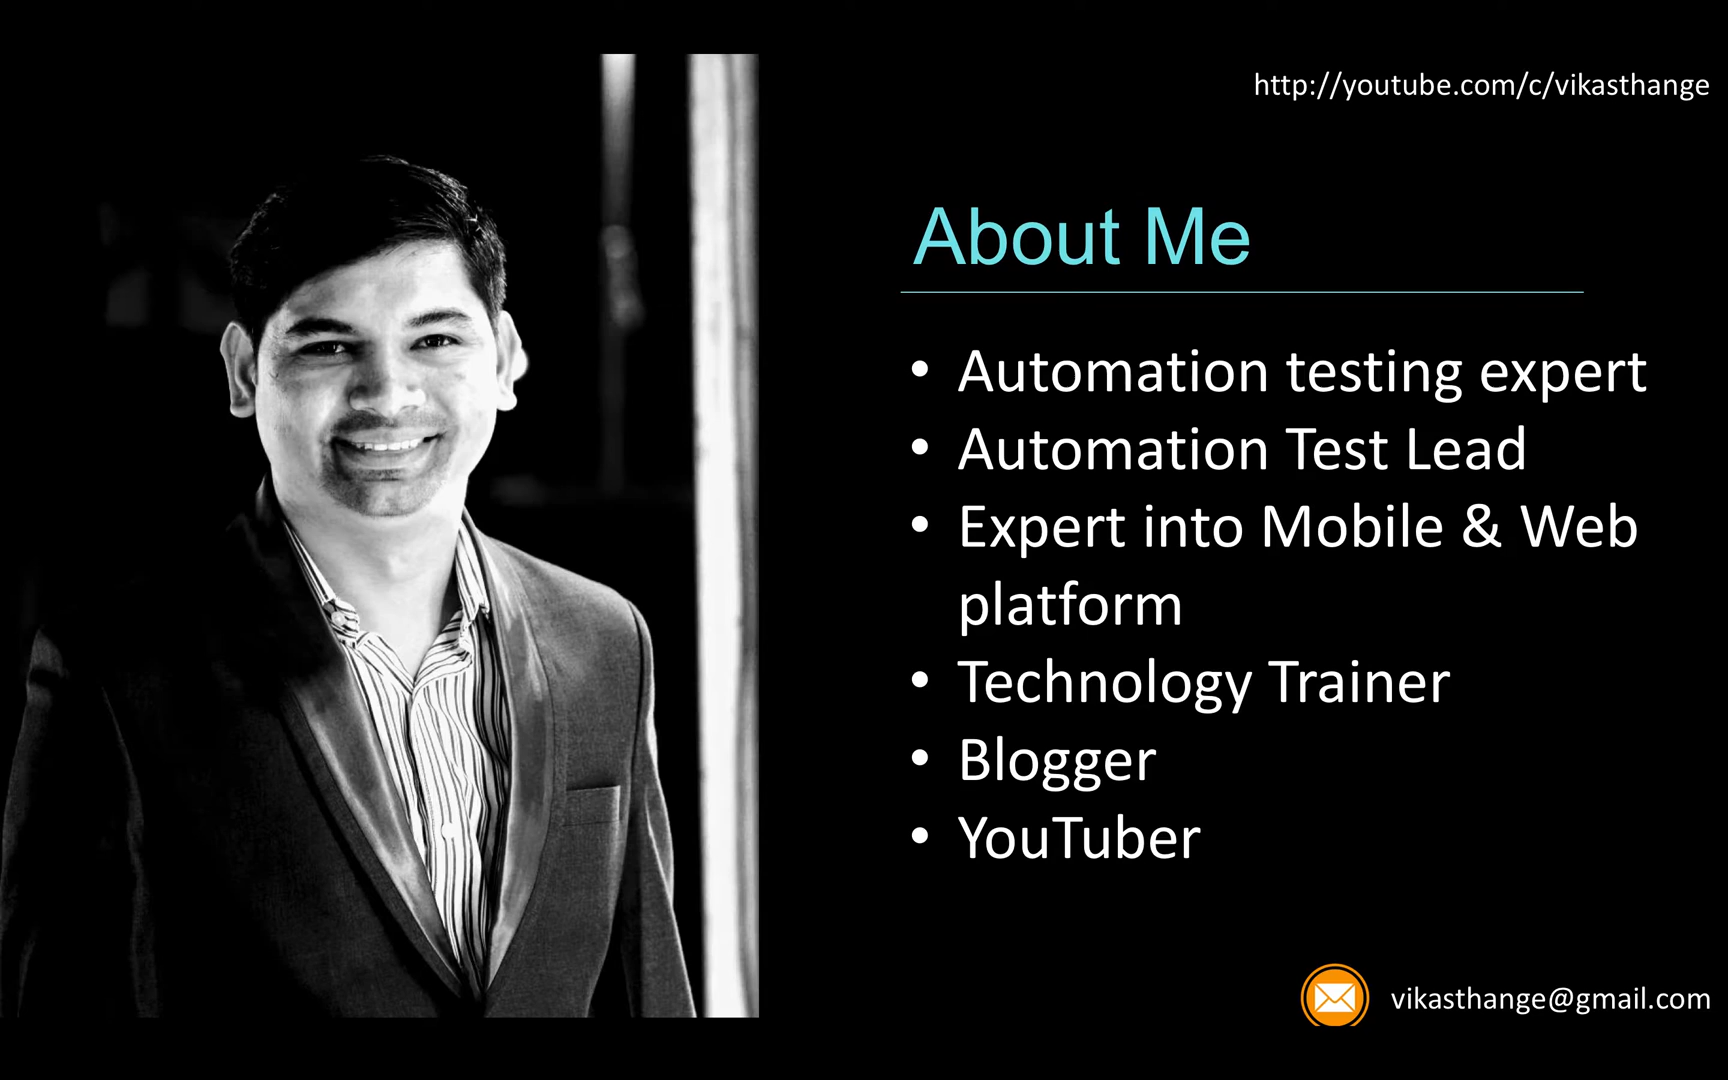 http://youtube.com/c/vikasthange
About Me
• Automation testing expert
• Automation Test Lead
• Expert into Mobile & Web
platform
• Technology Trainer
• Blogger
• YouTuber
vikasthange@gmail.com